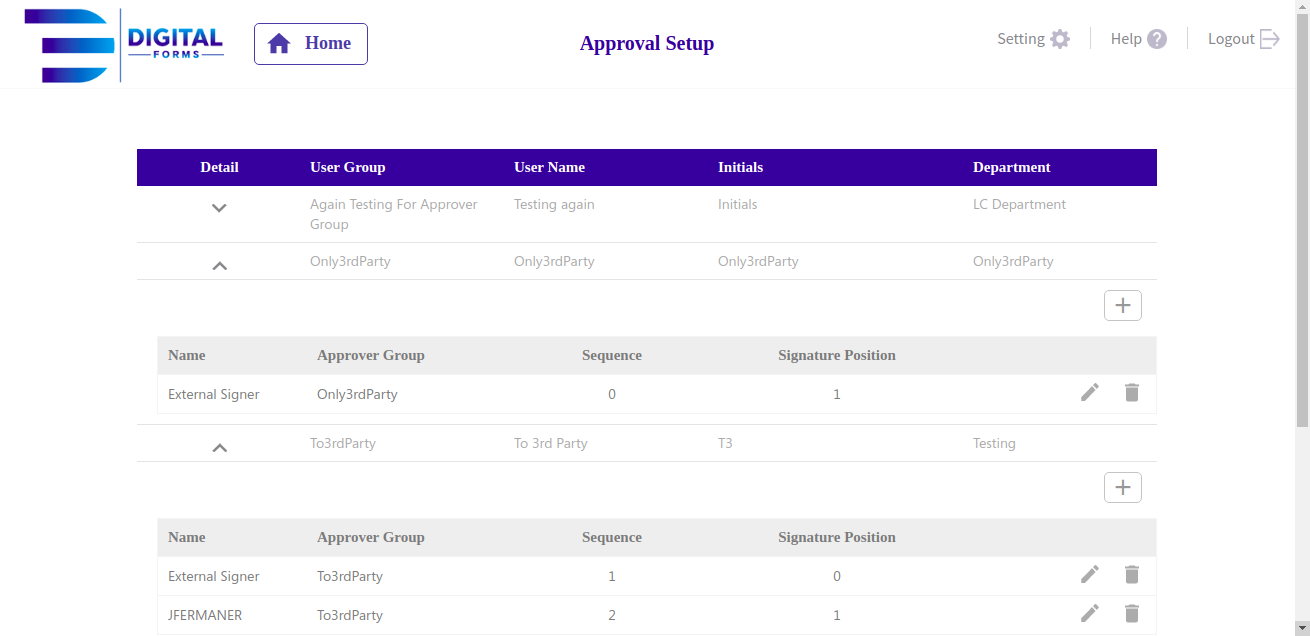 DIGITAL
FORMS
Home
Approval Setup
Setting
Help
Logout
Detail User Group User Name Initials Department
Again Testing For Approver Testing again Initials LC Department
Group
Only3rdParty Only3rdParty Only3rdParty Only3rdParty
Name Approver Group Sequence Signature Position
External Signer Only3rdParty 0 1
To3rdParty To 3rd Party T3 Testing
Name Approver Group Sequence Signature Position
External Signer To3rdParty 1 0
JFERMANER To3rdParty 2 1